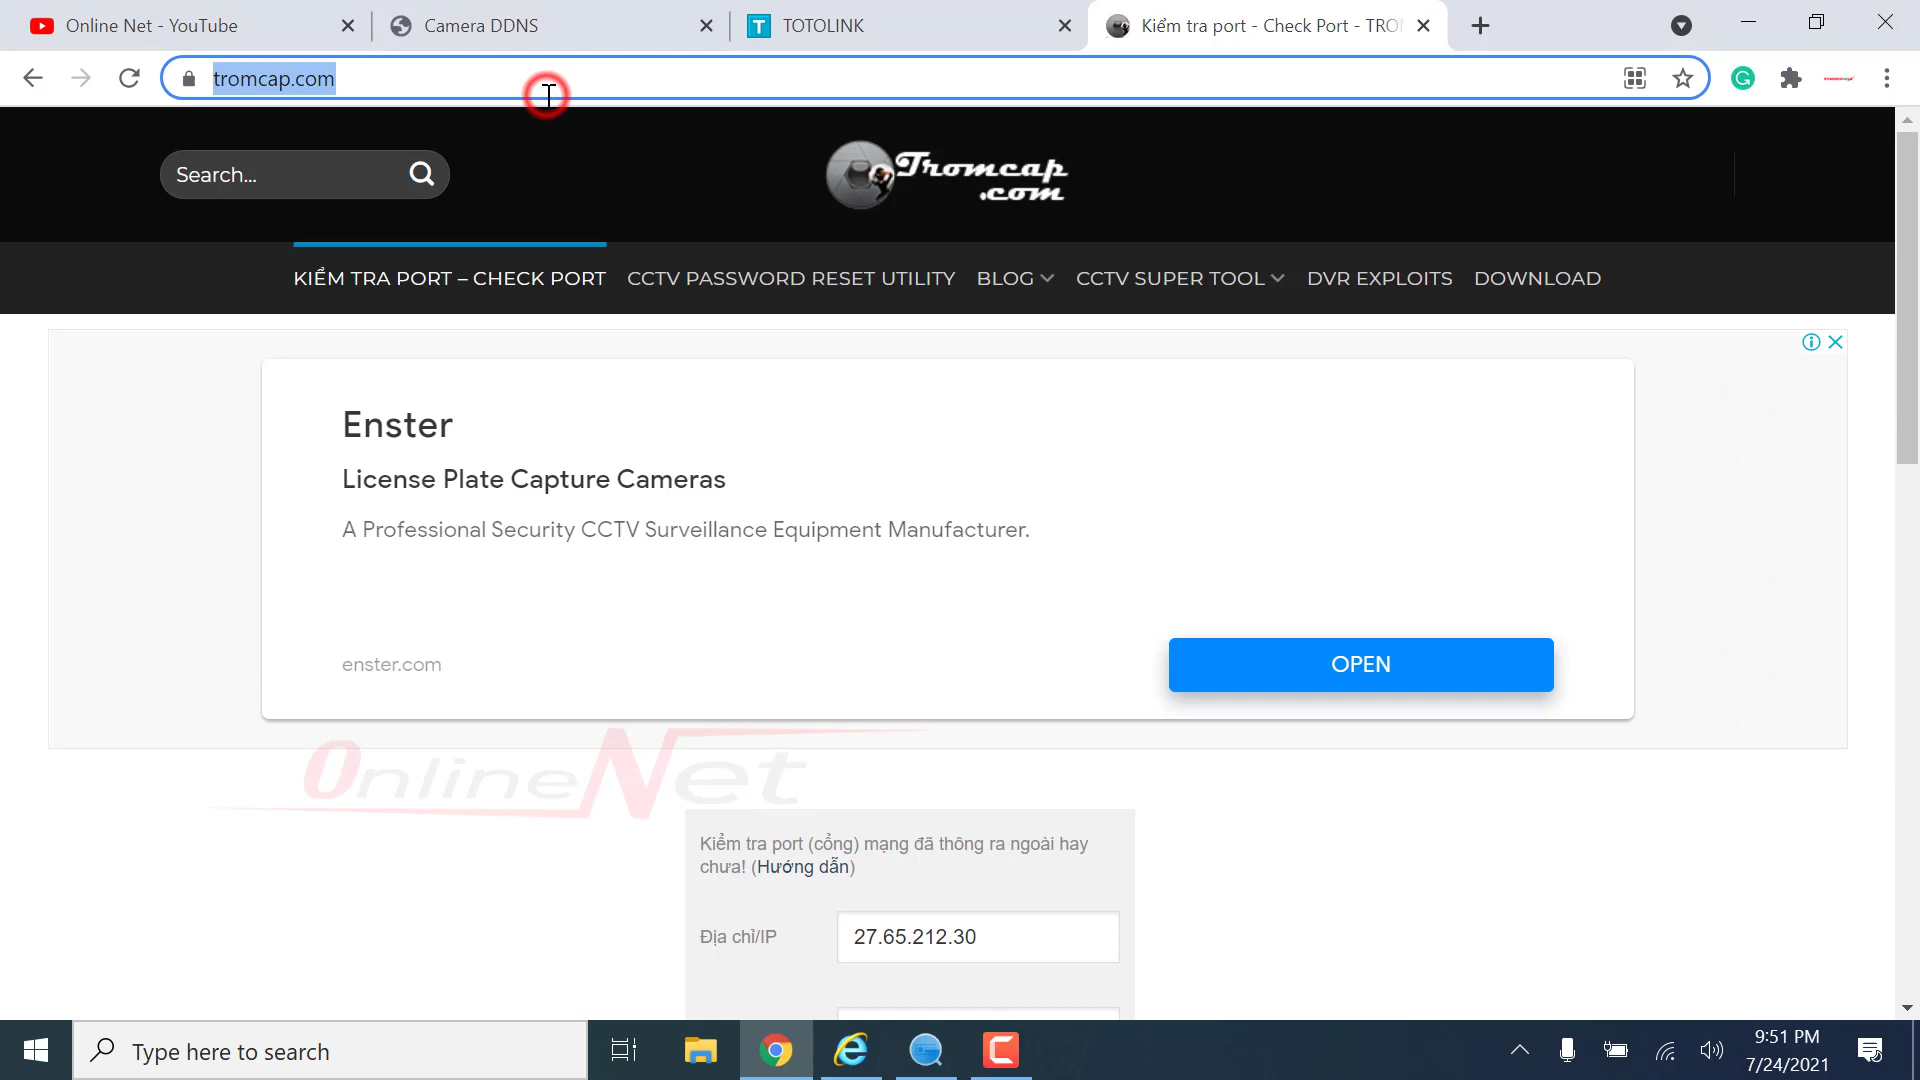 Online Net - YouTube
Camera DDNS
TOTOLINK
Kiểm tra port - Check Port - TRO
tromcap.com
Search...
Tromcap
.com
KIỂM TRA PORT – CHECK PORT
CCTV PASSWORD RESET UTILITY
BLOG
CCTV SUPER TOOL
DVR EXPLOITS
DOWNLOAD
Enster
License Plate Capture Cameras
A Professional Security CCTV Surveillance Equipment Manufacturer.
enster.com
OPEN
OnlineNet
Kiểm tra port (cổng) mạng đã thông ra ngoài hay
chưa! (Hướng dẫn)
Địa chỉ/IP
27.65.212.30
Type here to search
9:51 PM
7/24/2021